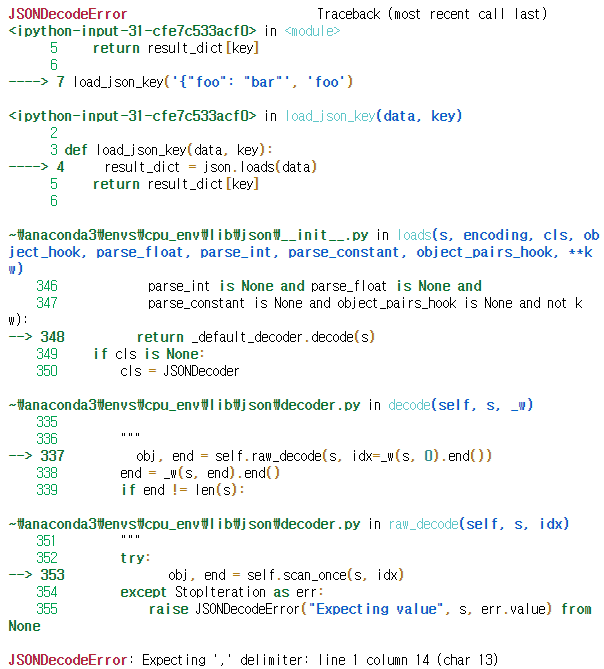 JSONDecodeError                           Traceback (most recent call last)
<ipython-input-31-cfe7c533acf0> in <module>
      5     return result_dict[key]
      6
----> 7 load_json_key('{"foo": "bar"', 'foo')
<ipython-input-31-cfe7c533acf0> in load_json_key(data, key)
      2
      3 def load_json_key(data, key):
----> 4     result_dict = json.loads(data)
      5     return result_dict[key]
      6
~₩anaconda3₩envs₩cpu_env₩lib₩json₩__init__.py in loads(s, encoding, cls, ob
ject_hook, parse_float, parse_int, parse_constant, object_pairs_hook, **k
w)
    346             parse_int is None and parse_float is None and
    347             parse_constant is None and object_pairs_hook is None and not k
w):
--> 348         return _default_decoder.decode(s)
    349     if cls is None:
    350         cls = JSONDecoder
~₩anaconda3₩envs₩cpu_env₩lib₩json₩decoder.py in decode(self, s, _w)
    335
    336         """
--> 337         obj, end = self.raw_decode(s, idx=_w(s, 0).end())
    338         end = _w(s, end).end()
    339         if end != len(s):
~₩anaconda3₩envs₩cpu_env₩lib₩json₩decoder.py in raw_decode(self, s, idx)
    351         """
    352         try:
--> 353             obj, end = self.scan_once(s, idx)
    354         except StopIteration as err:
    355             raise JSONDecodeError("Expecting value", s, err.value) from
None
JSONDecodeError: Expecting ',' delimiter: line 1 column 14 (char 13)